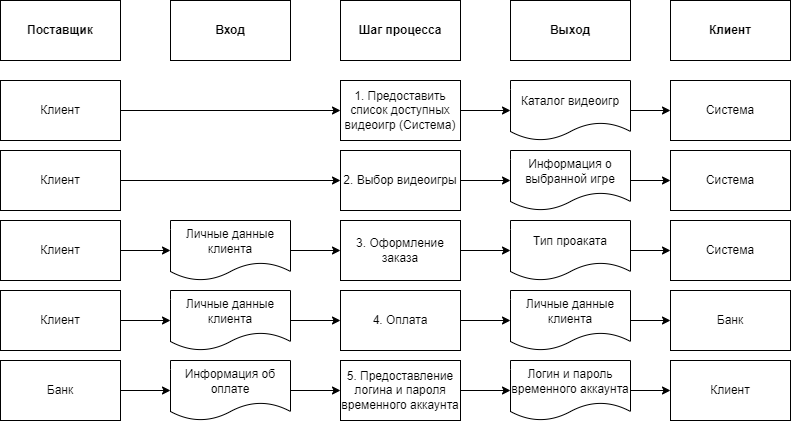 Поставщик
Вход
Шаг процесса
Выход
Клиент
Клиент
1. Предоставить
список доступных
видеоигр (Система)
Каталог видеоигр
Система
Клиент
2. Выбор видеоигры
Информация о
выбранной игре
Система
Клиент
Личные данные
клиента
3. Оформление
заказа
Тип проаката
Система
Клиент
Личные данные
клиента
4. Оплата
Личные данные
клиента
Банк
Банк
Информация об
оплате
5. Предоставление
логина и пароля
временного аккаунта
Логин и пароль
временного аккаунта
Клиент